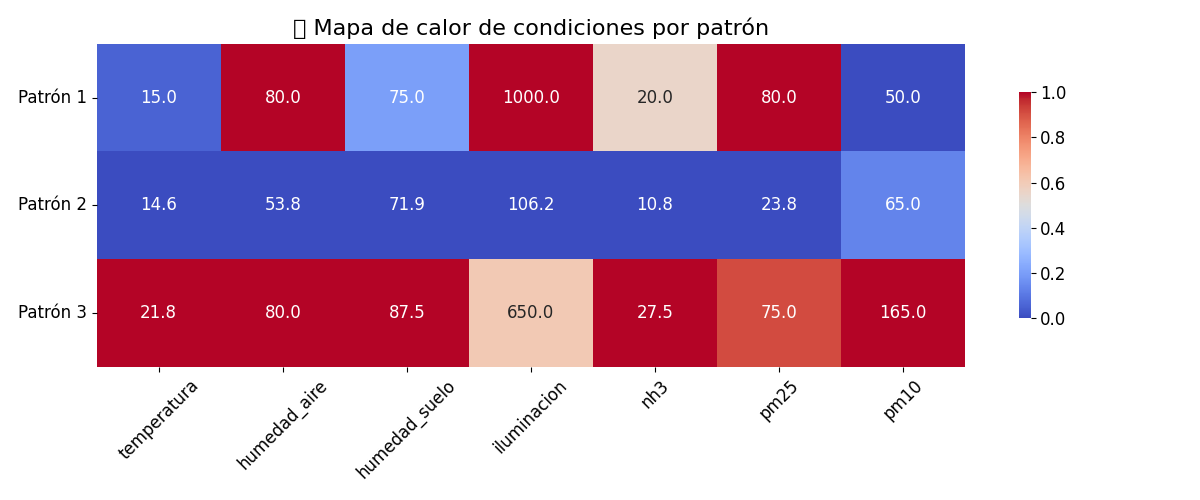 Mapa de calor de condiciones por patrón
Patrón 1 15.0 80.0 75.0 1000.0 20.0 80.0 50.0
Patrón 2 14.6 53.8 71.9 106.2 10.8 23.8 65.0
Patrón 3 21.8 80.0 87.5 650.0 27.5 75.0 165.0
temperatura humedad_aire humedad_suelo iluminacion nh3 pm25 pm10
1.0
0.8
0.6
0.4
0.2
0.0